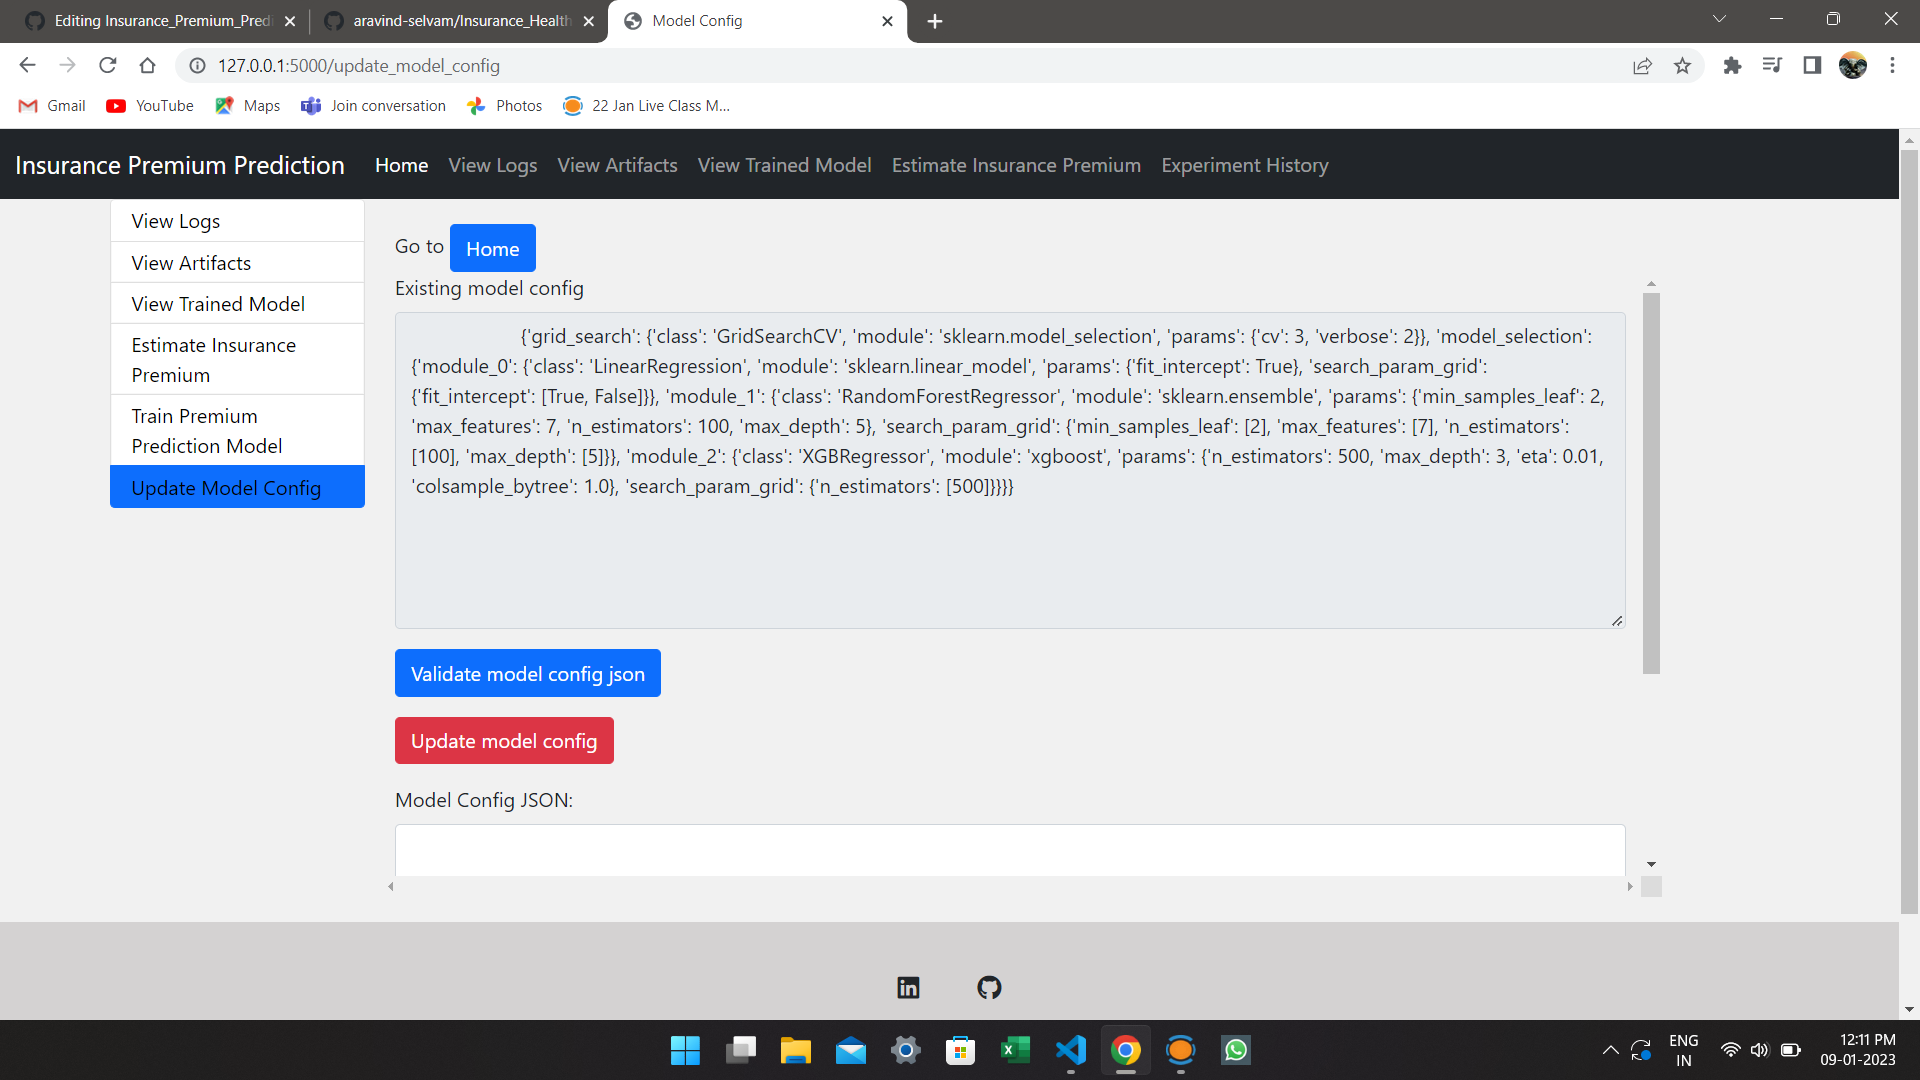 Editing Insurance_Premium_Predi
aravind-selvam/Insurance_Health
Model Config
127.0.0.1:5000/update_model_config
Gmail
YouTube
Maps
Join conversation
Photos
22 Jan Live Class M...
Insurance Premium Prediction
Home
View Logs
View Artifacts
View Trained Model
Estimate Insurance Premium
Experiment History
View Logs
View Artifacts
View Trained Model
Estimate Insurance
Premium
Train Premium
Prediction Model
Update Model Config
Go to Home
Existing model config
{'grid_search': {'class': 'GridSearchCV', 'module': 'sklearn.model_selection', 'params': {'cv': 3, 'verbose': 2}}, 'model_selection':
{'module_0': {'class': 'LinearRegression', 'module': 'sklearn.linear_model', 'params': {'fit_intercept': True}, 'search_param_grid':
{'fit_intercept': [True, False]}}, 'module_1': {'class': 'RandomForestRegressor', 'module': 'sklearn.ensemble', 'params': {'min_samples_leaf': 2,
'max_features': 7, 'n_estimators': 100, 'max_depth': 5}, 'search_param_grid': {'min_samples_leaf': [2], 'max_features': [7], 'n_estimators':
[100], 'max_depth': [5]}}, 'module_2': {'class': 'XGBRegressor', 'module': 'xgboost', 'params': {'n_estimators': 500, 'max_depth': 3, 'eta': 0.01,
'colsample_bytree': 1.0}, 'search_param_grid': {'n_estimators': [500]}}}}
Validate model config json
Update model config
Model Config JSON:
ENG
IN
12:11 PM
09-01-2023